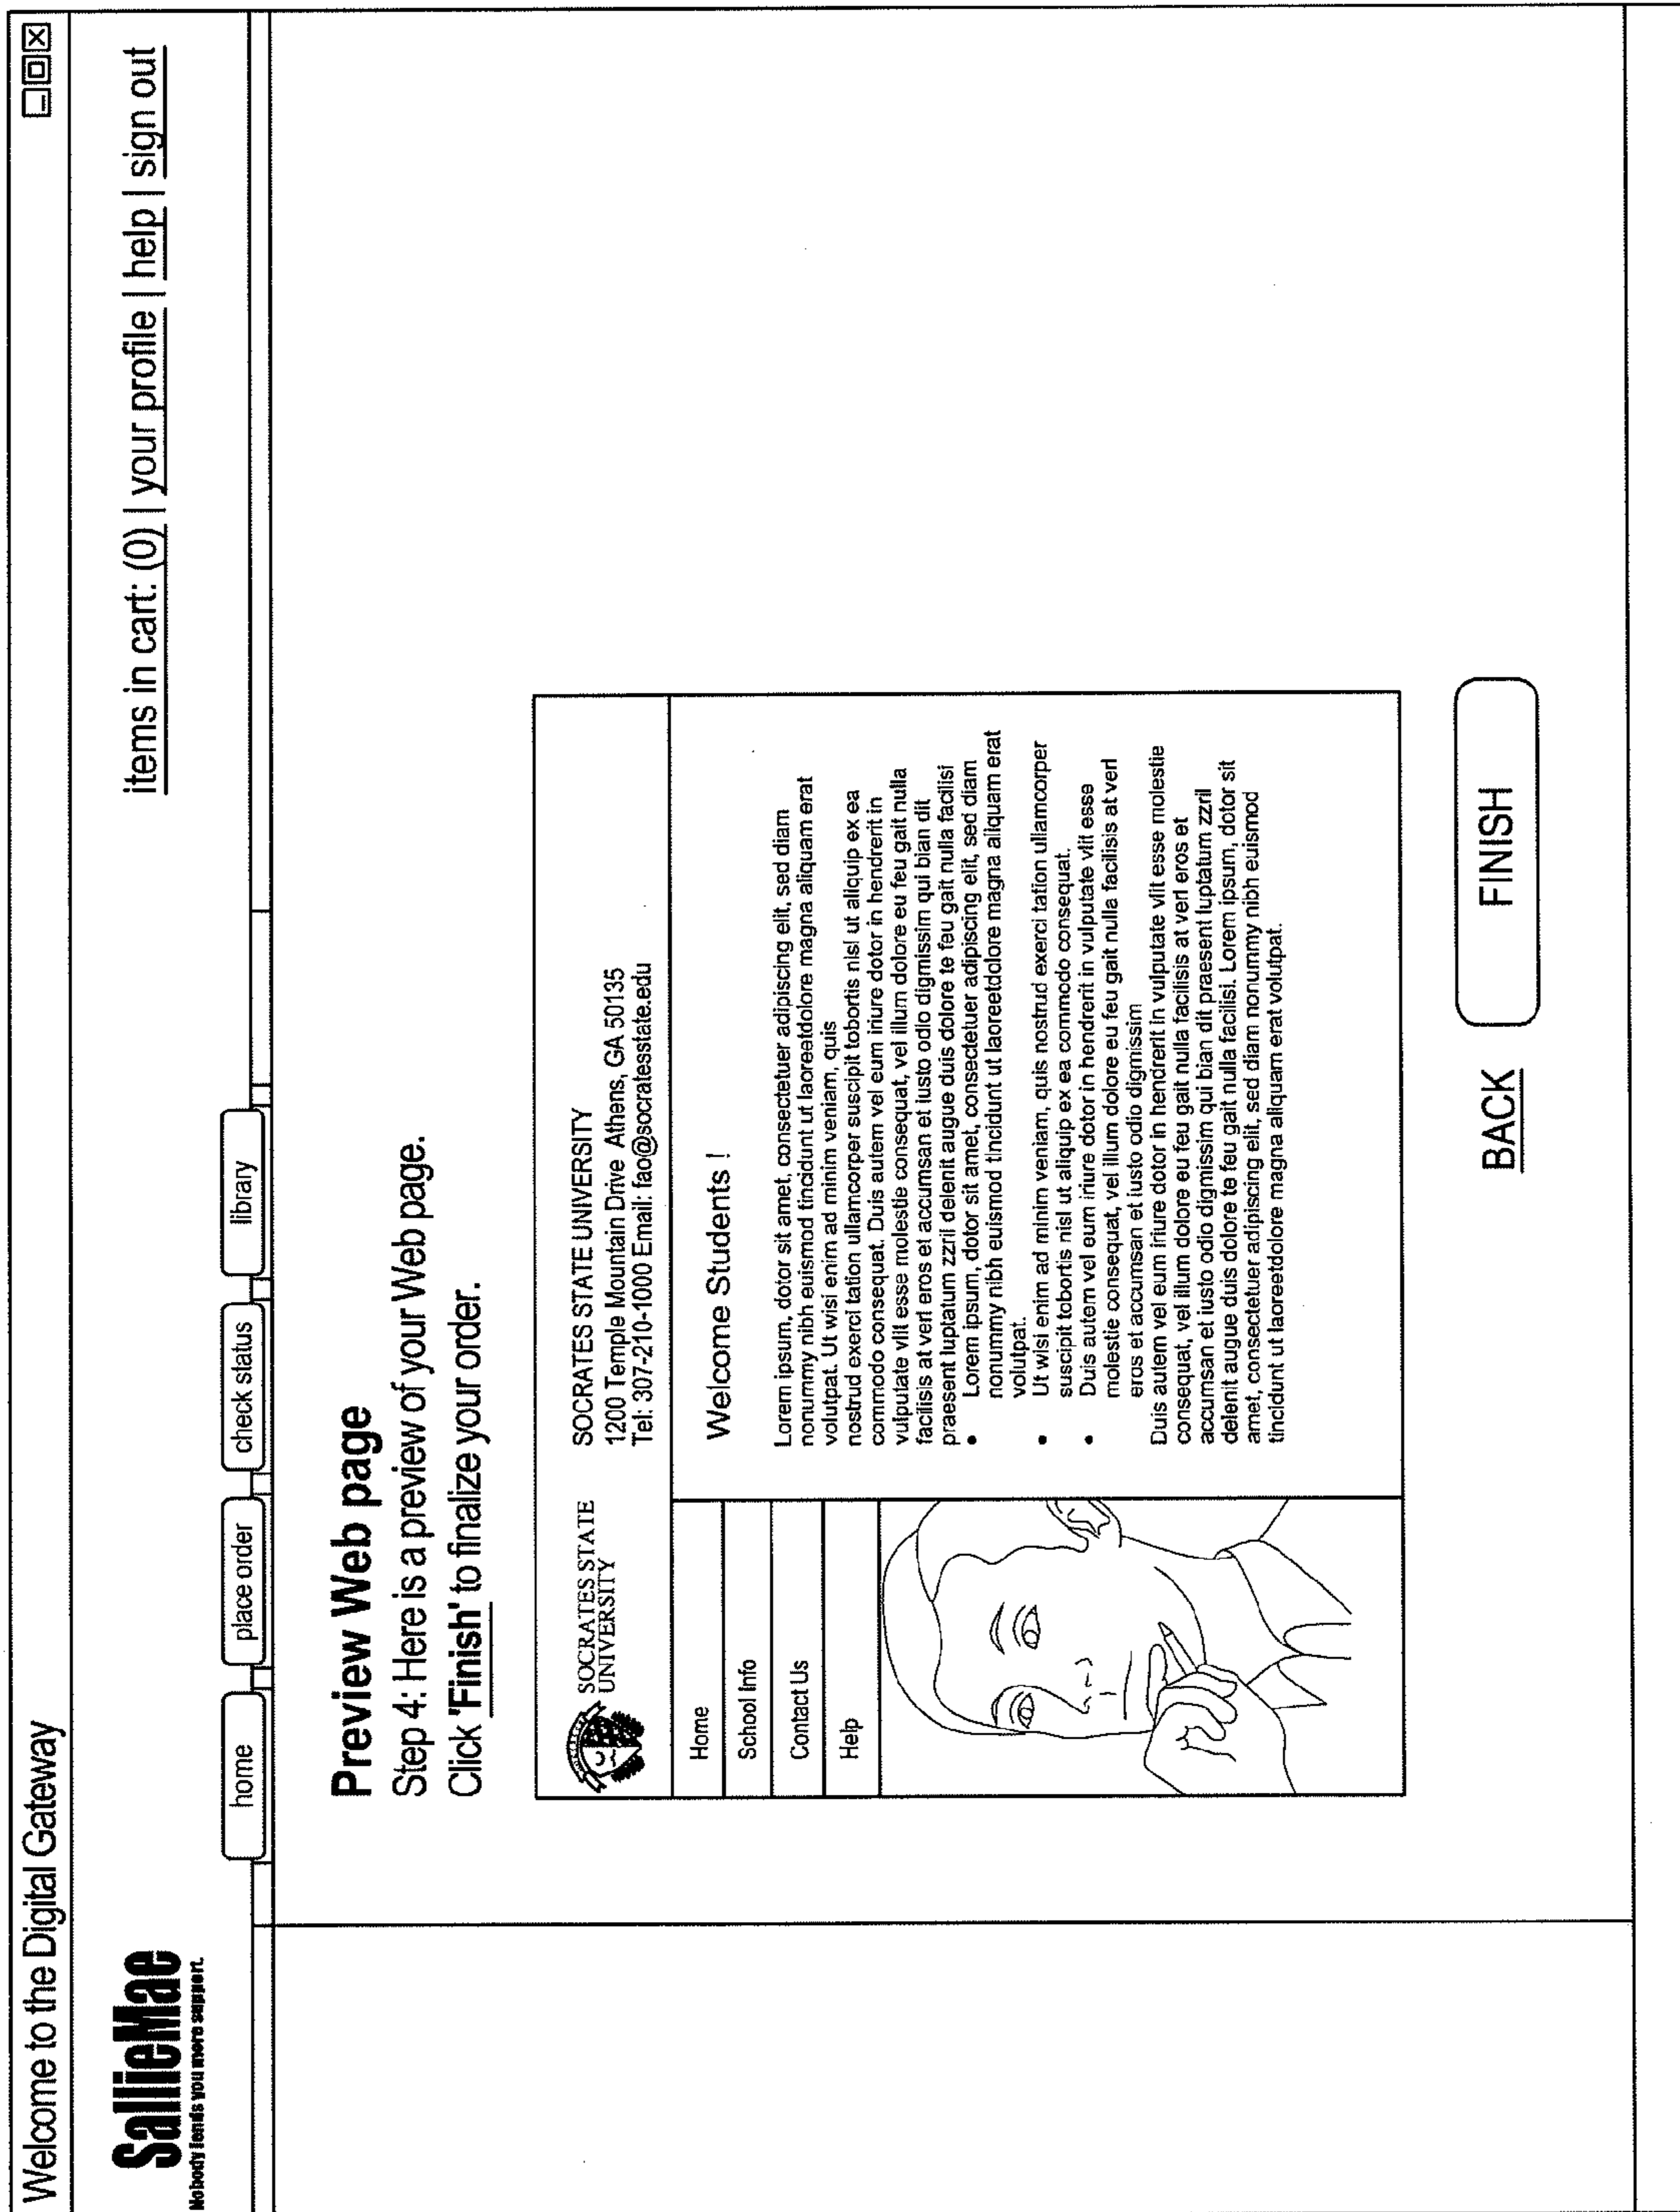 Welcome to the Digital Gateway
SallieMae
Nobody lends you more support.
items in cart: (0) | your profile | help | sign out
home
place order
check status
library
Preview Web page
Step 4: Here is a preview of your Web page.
Click 'Finish' to finalize your order.
SOCRATES STATE
UNIVERSITY
SOCRATES STATE UNIVERSITY
1200 Temple Mountain Drive Athens, GA 50135
Tel: 307-210-1000 Email: fao@socratesstate.edu
Home
School Info
Contact Us
Help
Welcome Students !
Lorem ipsum, dotor sit amet, consectetuer adipiscing elit, sed diam
nonummy nibh euismod tincidunt ut laoreetdolore magna aliquam erat
volutpat. Ut wisi enim ad minim veniam, quis
nostrud exerci tation ullamcorper suscipit tobortis nisl ut aliquip ex ea
commodo consequat. Duis autem vel eum iriure dotor in hendrerit in
vulputate vlit esse molestie consequat, vel illum dolore eu feu gait nulla
facilisis at verl eros et accumsan et iusto odio dignissim qui bian dit
praesent luptatum zzril delenit augue duis dolore te feu gait nulla facilisi
• Lorem ipsum, dotor sit amet, consectetuer adipiscing elit, sed diam
nonummy nibh euismod tincidunt ut laoreetdolore magna aliquam erat
volutpat.
• Ut wisi enim ad minim veniam, quis nostrud exerci tation ullamcorper
suscipit tobortis nisl ut aliquip ex ea commodo consequat.
• Duis autem vel eum iriure dotor in hendrerit in vulputate vlit esse
molestie consequat, vel illum dolore eu feu gait nulla facilisis at verl
eros et accumsan et iusto odio dignissim
Duis autem vel eum iriure dotor in hendrerit in vulputate vlit esse molestie
consequat, vel illum dolore eu feu gait nulla facilisis at verl eros et
accumsan et iusto odio dignissim qui bian dit praesent luptatum zzril
delenit augue duis dolore te feu gait nulla facilisi. Lorem ipsum, dotor sit
amet, consectetuer adipiscing elit, sed diam nonummy nibh euismod
tincidunt ut laoreetdolore magna aliquam erat volutpat.
BACK
FINISH